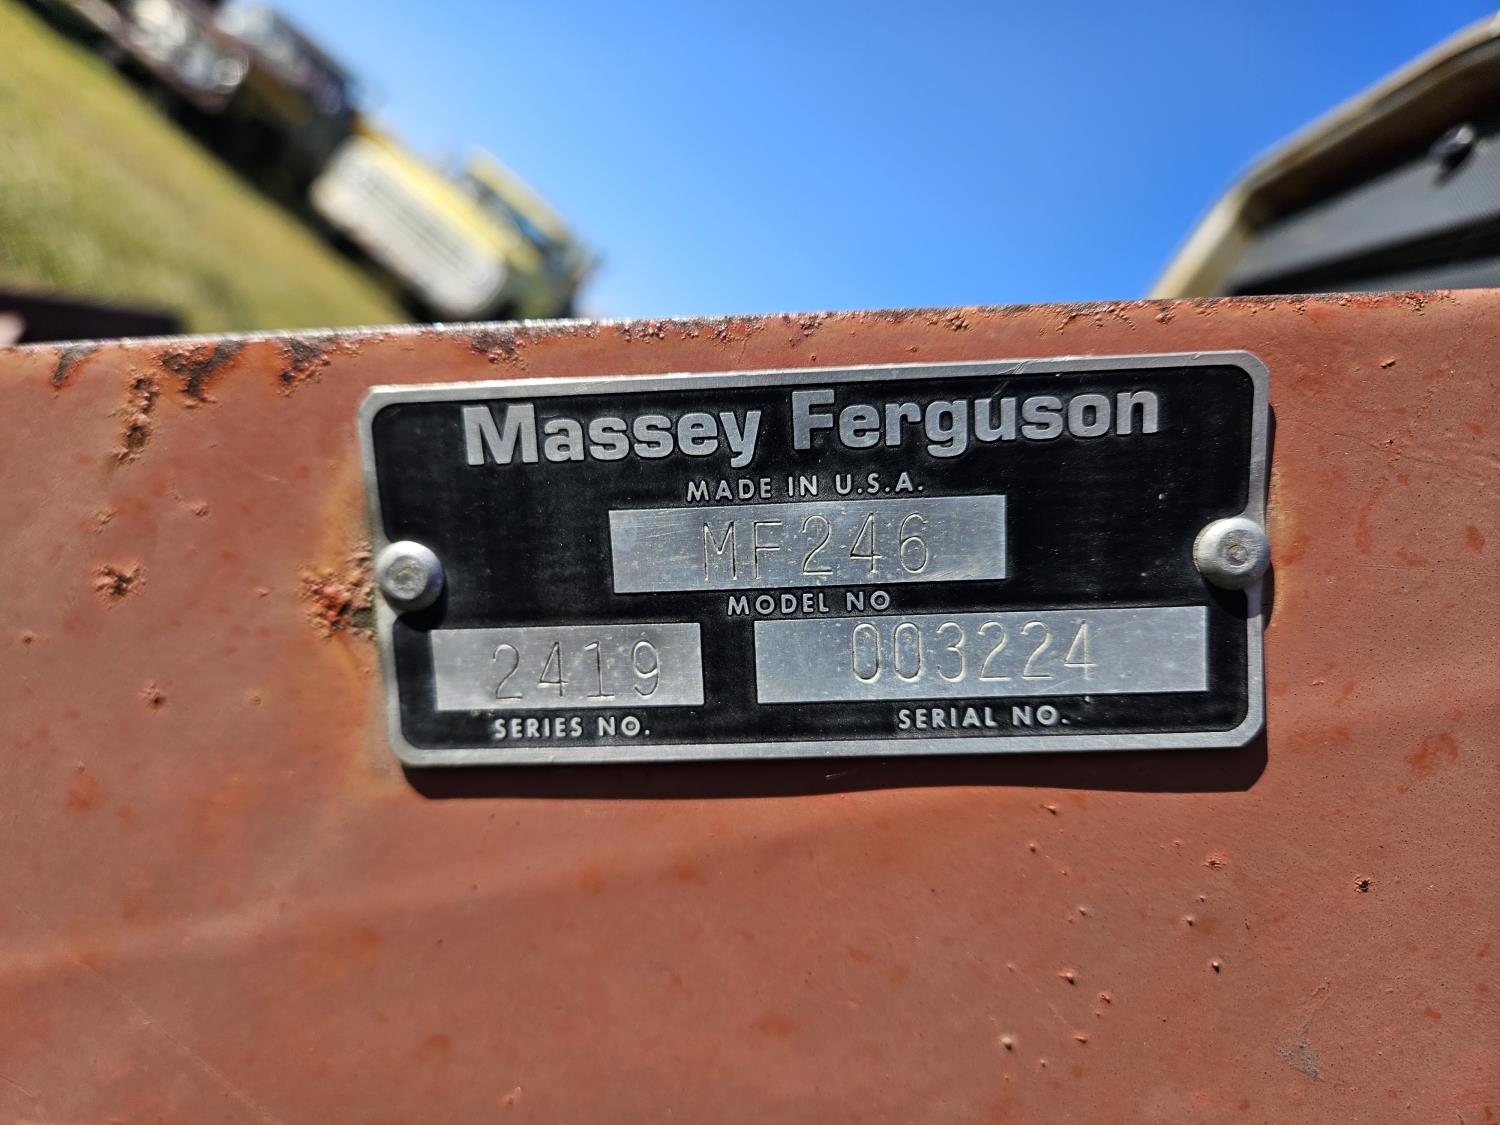 Massey Ferguson
MADE IN U.S.A.
MF246
MODEL NO
2419 003224
SERIES NO. SERIAL NO.